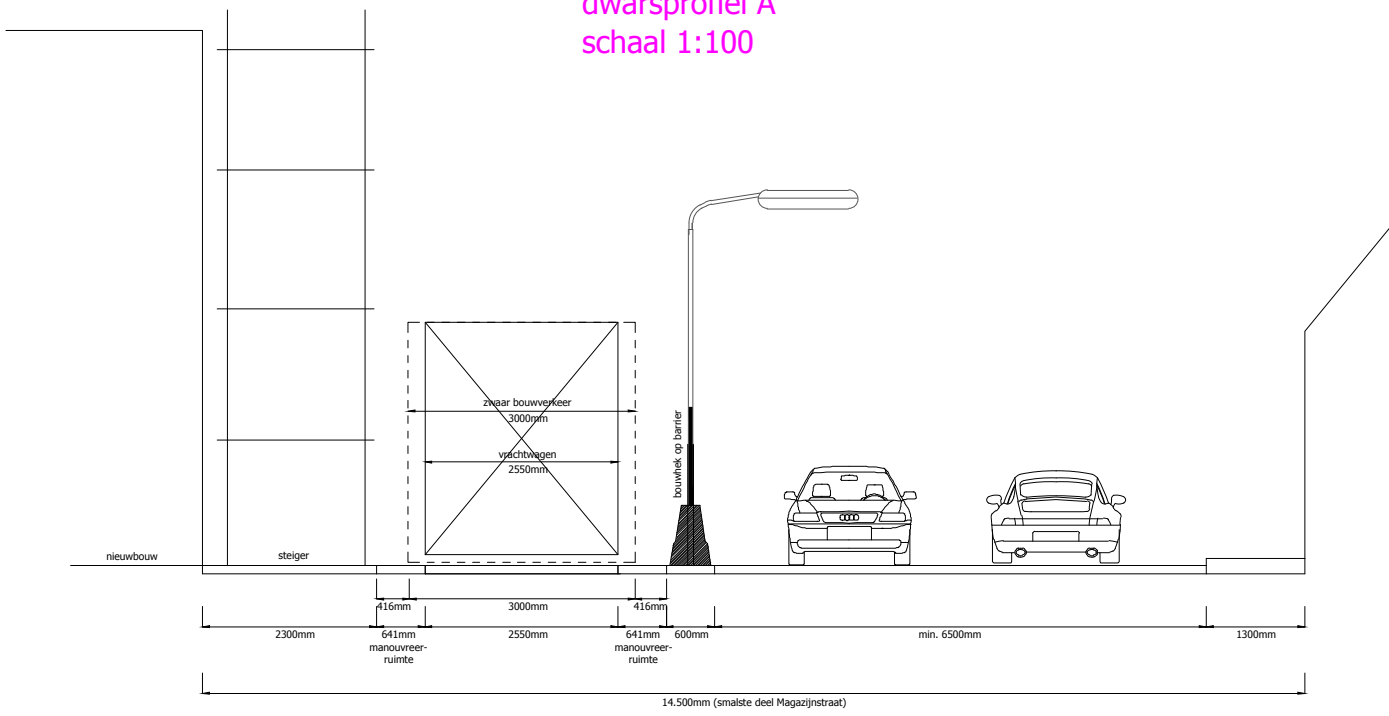 dwarsprofiel A
schaal 1:100
zwaar bouwverkeer
3000mm
vrachtwagen
2550mm
bouwhek op barrier
nieuwbouw
steiger
416mm
3000mm
416mm
2300mm
641mm
manouvreer-
ruimte
2550mm
641mm
manouvreer-
ruimte
600mm
min. 6500mm
1300mm
14.500mm (smalste deel Magazijnstraat)